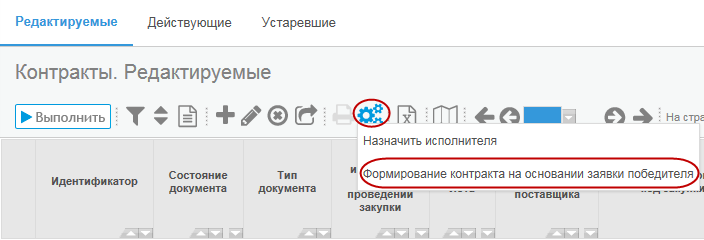 Редактируемые Действующие Устаревшие
Контракты. Редактируемые
Выполнить На стра
Назначить исполнителя
Формирование контракта на основании заявки победителя
Идентификатор
Состояние документа
Тип документа
проведении закупки
поставщика